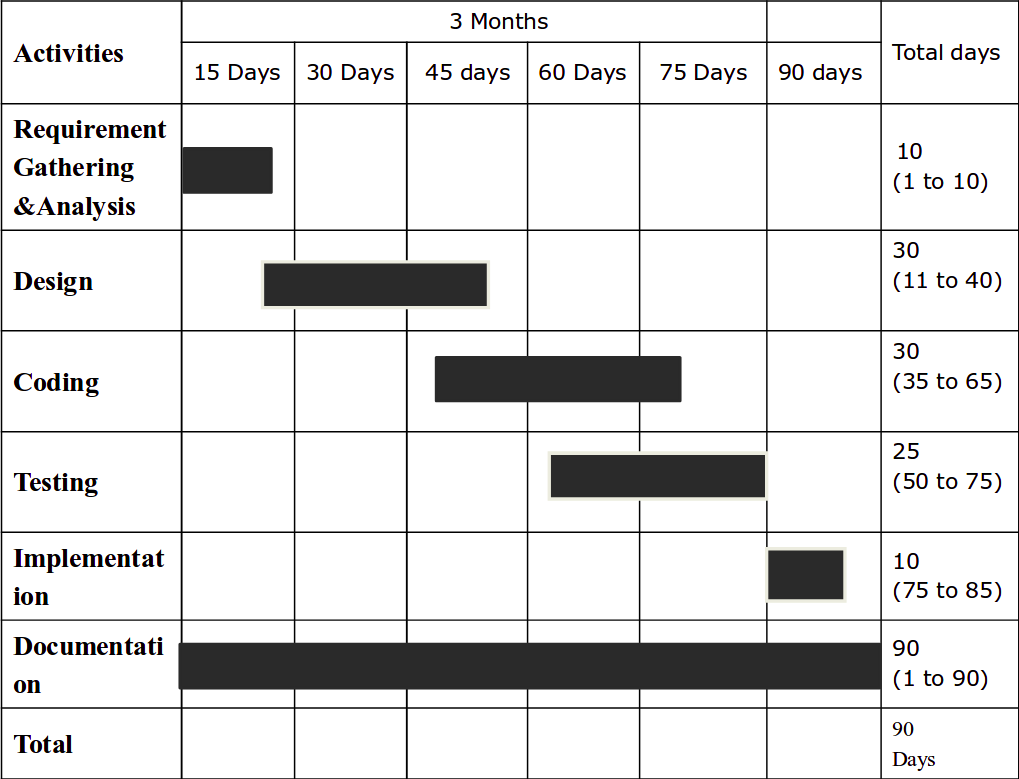 Activities
3 Months
Total days
15 Days
30 Days
45 days
60 Days
75 Days
90 days
Requirement
Gathering
&Analysis
10
(1 to 10)
Design
30
(11 to 40)
Coding
30
(35 to 65)
Testing
25
(50 to 75)
Implementat
ion
10
(75 to 85)
Documentati
on
90
(1 to 90)
Total
90
Days